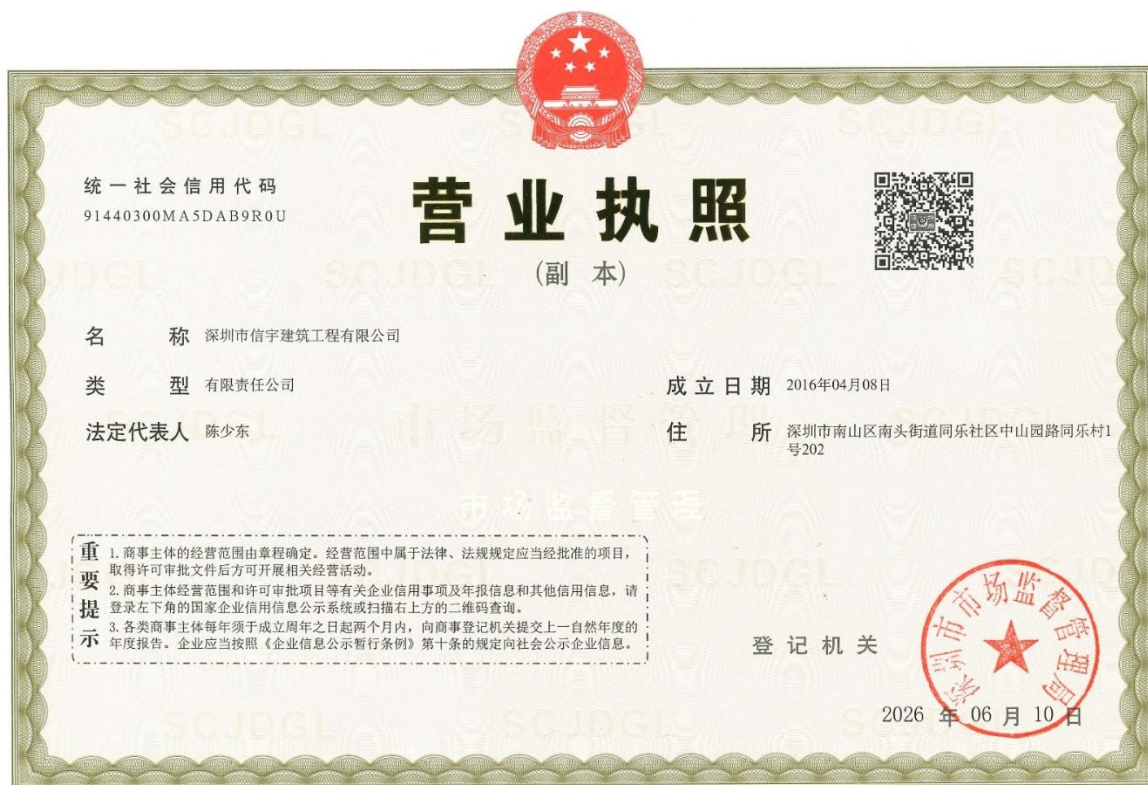 统一社会信用代码
91440300MA5DAB9R0U
营业执照
(副 本)
名 称 深圳市信宇建筑工程有限公司
类 型 有限责任公司
成立日期 2016年04月08日
法定代表人 陈少东
住 所 深圳市南山区南头街道同乐社区中山园路同乐村1
号202
重要提示
1. 商事主体的经营范围由章程确定。经营范围中属于法律、法规规定应当经批准的项目，
取得许可审批文件后方可开展相关经营活动。
2. 商事主体经营范围和许可审批项目等有关企业信用事项及年报信息和其他信用信息，请
登录左下角的国家企业信用信息公示系统或扫描右上方的二维码查询。
3. 各类商事主体每年须于成立周年之日起两个月内，向商事登记机关提交上一自然年度的
年度报告。企业应当按照《企业信息公示暂行条例》第十条的规定向社会公示企业信息。
登记机关
深圳市市场监督管理局
2026 年 06 月 10 日
SCJDGL
SCJDGL
SCJDGL
SCJDGL
SCJDGL
SCJDGL
市场监督管理
市场监督管理
SCJDGL
SCJDGL
SCJDGL
SCJDGL